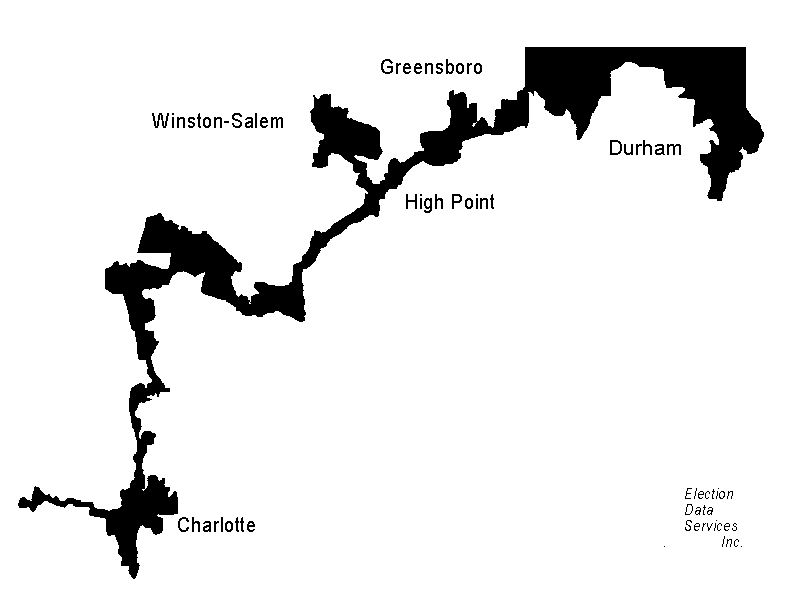 Greensboro
Winston-Salem
Durham
High Point
Charlotte
Election
Data
Services
. Inc.